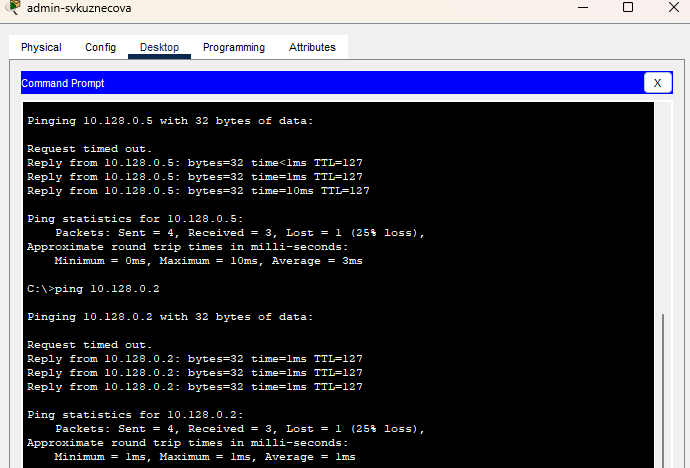 admin-svkuznecova
Physical Config Desktop Programming Attributes
Command Prompt
X
Pinging 10.128.0.5 with 32 bytes of data:
Request timed out.
Reply from 10.128.0.5: bytes=32 time<1ms TTL=127
Reply from 10.128.0.5: bytes=32 time=1ms TTL=127
Reply from 10.128.0.5: bytes=32 time=10ms TTL=127
Ping statistics for 10.128.0.5:
Packets: Sent = 4, Received = 3, Lost = 1 (25% loss),
Approximate round trip times in milli-seconds:
Minimum = 0ms, Maximum = 10ms, Average = 3ms
C:\>ping 10.128.0.2
Pinging 10.128.0.2 with 32 bytes of data:
Request timed out.
Reply from 10.128.0.2: bytes=32 time=1ms TTL=127
Reply from 10.128.0.2: bytes=32 time=1ms TTL=127
Reply from 10.128.0.2: bytes=32 time=1ms TTL=127
Ping statistics for 10.128.0.2:
Packets: Sent = 4, Received = 3, Lost = 1 (25% loss),
Approximate round trip times in milli-seconds:
Minimum = 1ms, Maximum = 1ms, Average = 1ms